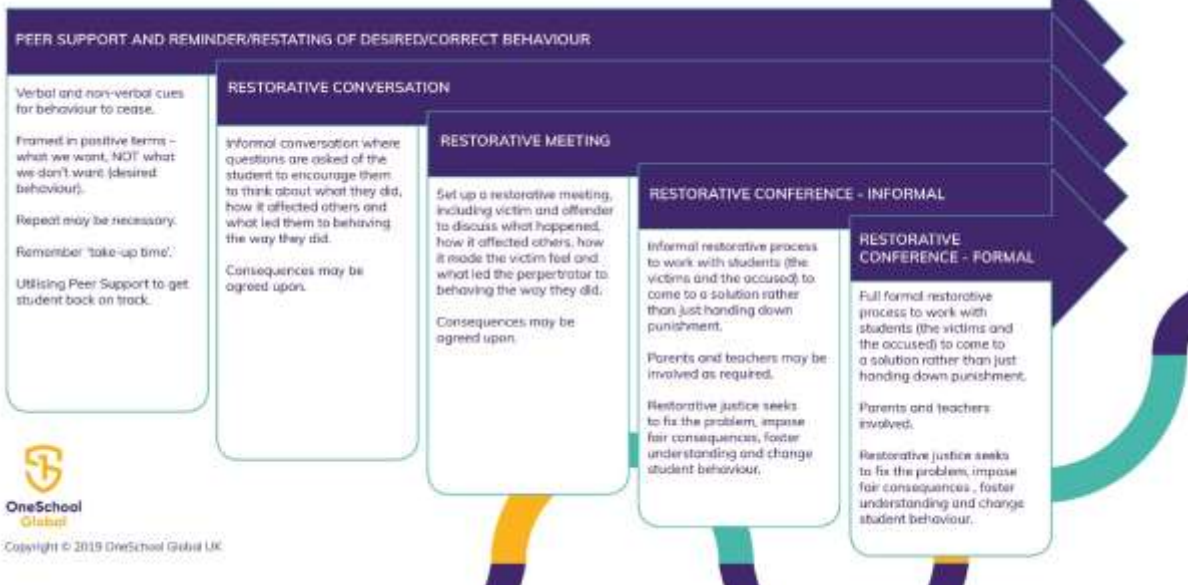 PEER SUPPORT AND REMINDER/RESTATING OF DESIRED/CORRECT BEHAVIOUR
Verbal and non-verbal cues
for behaviour to cease.
Framed in positive terms –
what we want, NOT what
we don't want (desired
behaviour).
Repeat may be necessary.
Remember 'take-up time'.
Utilising Peer Support to get
student back on track.
RESTORATIVE CONVERSATION
Informal conversation where
questions are asked of the
student to encourage them
to think about what they did,
how it affected others and
what led them to behaving
the way they did.
Consequences may be
agreed upon.
RESTORATIVE MEETING
Set up a restorative meeting,
including victim and offender
to discuss what happened,
how it affected others, how
it made the victim feel and
what led the perpertrator to
behaving the way they did.
Consequences may be
agreed upon.
RESTORATIVE CONFERENCE - INFORMAL
Informal restorative process
to work with students (the
victims and the accused) to
come to a solution rather
than just handing down
punishment.
Parents and teachers may be
involved as required.
Restorative justice seeks
to fix the problem, impose
fair consequences, foster
understanding and change
student behaviour.
RESTORATIVE
CONFERENCE - FORMAL
Full formal restorative
process to work with
students (the victims and
the accused) to come to
a solution rather than just
handing down punishment.
Parents and teachers
involved.
Restorative justice seeks
to fix the problem, impose
fair consequences , foster
understanding and change
student behaviour.
OneSchool
Global
Copyright © 2019 OneSchool Global UK